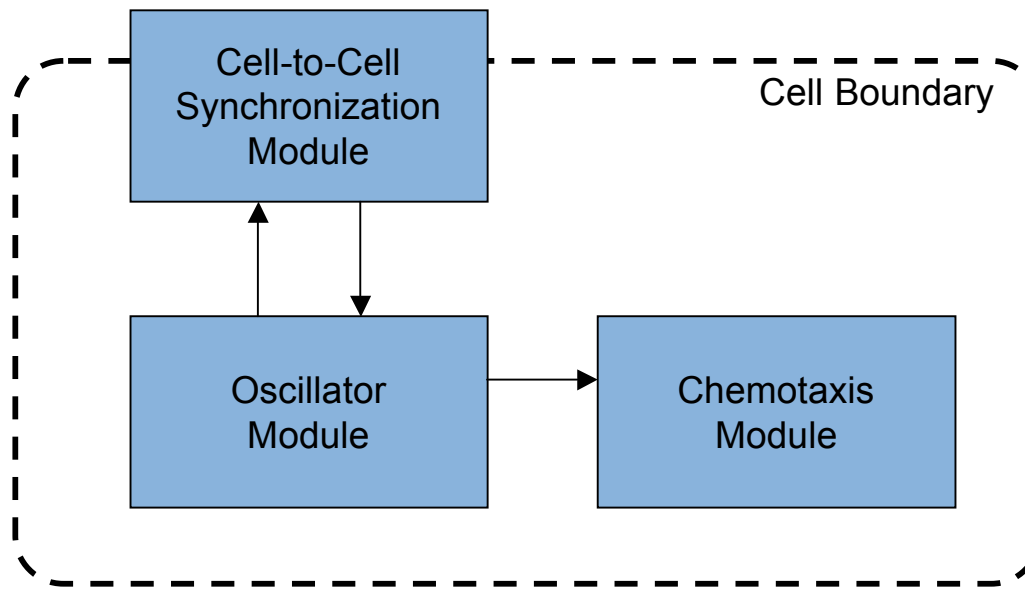 Cell-to-Cell
Synchronization
Module
Cell Boundary
Oscillator
Module
Chemotaxis
Module